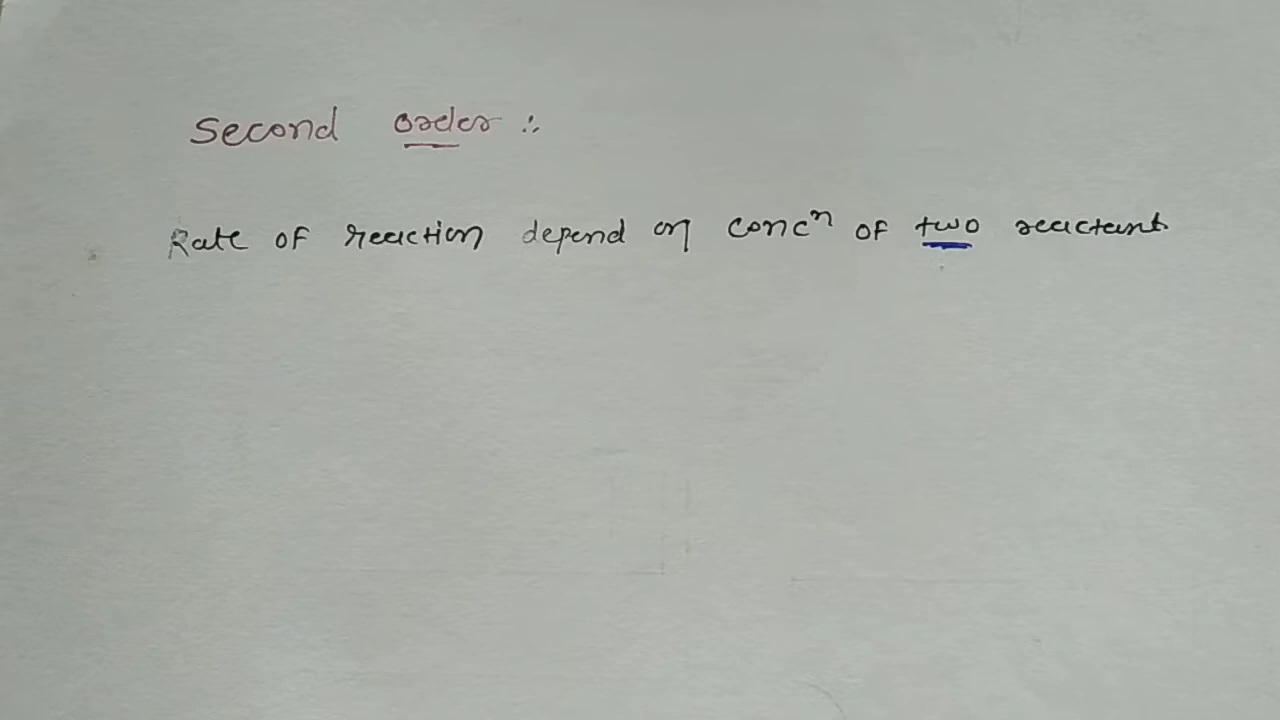 Second order :-
Rate of reaction depend on concⁿ of two reactant